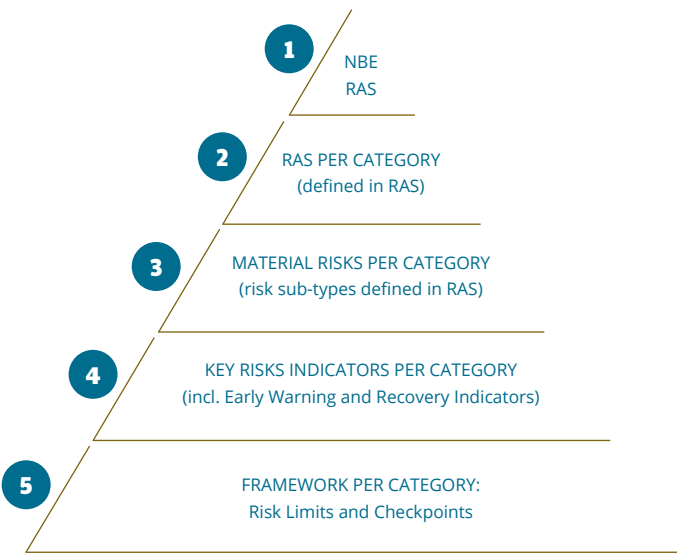 1
NBE
RAS
2
RAS PER CATEGORY
(defined in RAS)
3
MATERIAL RISKS PER CATEGORY
(risk sub-types defined in RAS)
4
KEY RISKS INDICATORS PER CATEGORY
(incl. Early Warning and Recovery Indicators)
5
FRAMEWORK PER CATEGORY:
Risk Limits and Checkpoints